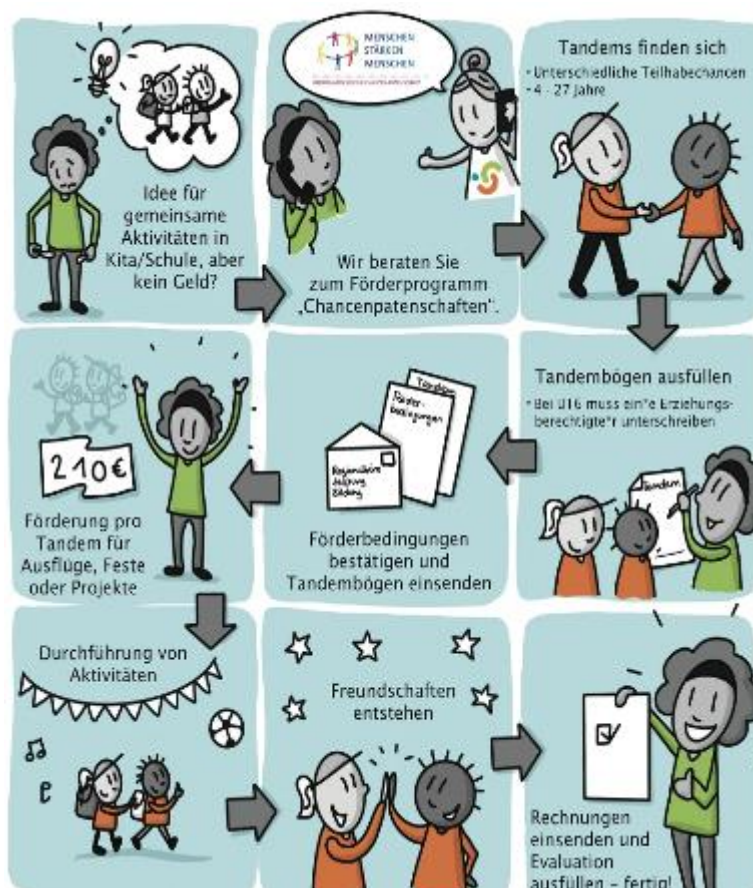 MENSCHEN
STÄRKEN
MENSCHEN
Idee für
gemeinsame
Aktivitäten in
Kita/Schule, aber
kein Geld?
Wir beraten Sie
zum Förderprogramm
„Chancenpatenschaften“.
Tandems finden sich
- Unterschiedliche Teilhabechancen
- 4 - 27 Jahre
Tandembögen ausfüllen
- Bei U16 muss ein*e Erziehungs-
berechtigte*r unterschreiben
Tandem
Tandem
Förder-
bedingungen
Stiftung
Bildung
Förderbedingungen
bestätigen und
Tandembögen einsenden
210€
Förderung pro
Tandem für
Ausflüge, Feste
oder Projekte
Durchführung von
Aktivitäten
Freundschaften
entstehen
Rechnungen
einsenden und
Evaluation
ausfüllen – fertig!